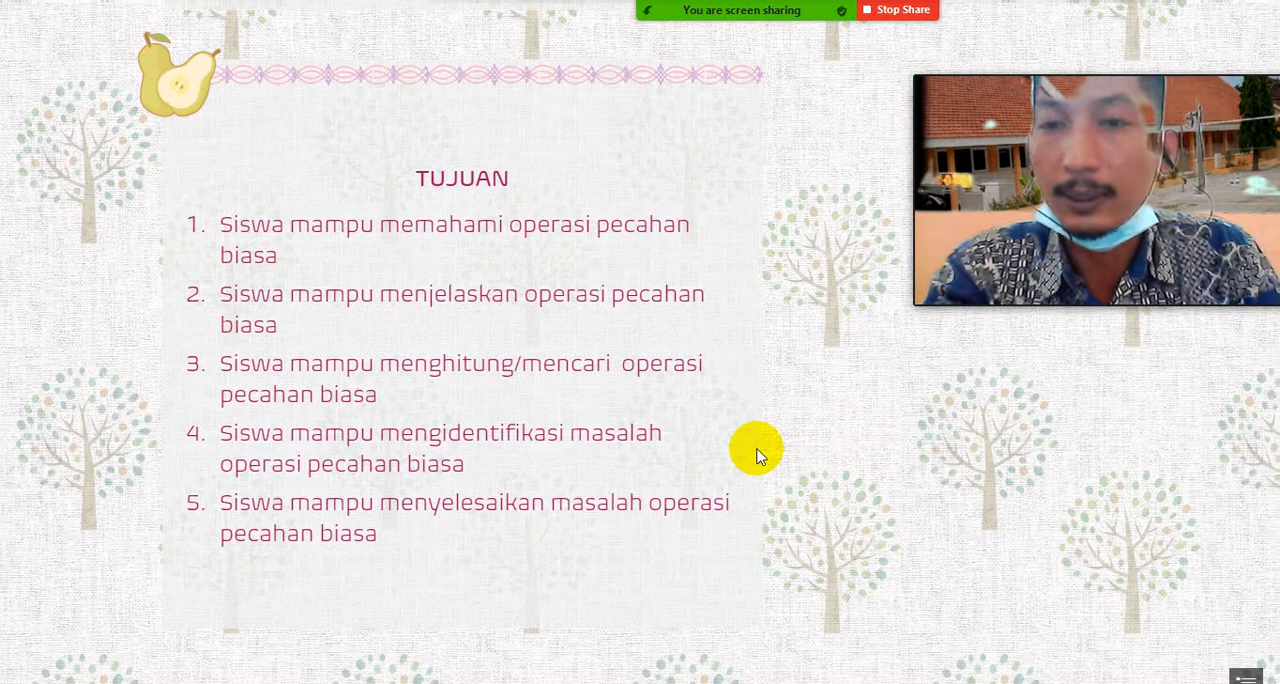 You are screen sharing
Stop Share
TUJUAN
1. Siswa mampu memahami operasi pecahan
biasa
2. Siswa mampu menjelaskan operasi pecahan
biasa
3. Siswa mampu menghitung/mencari operasi
pecahan biasa
4. Siswa mampu mengidentifikasi masalah
operasi pecahan biasa
5. Siswa mampu menyelesaikan masalah operasi
pecahan biasa